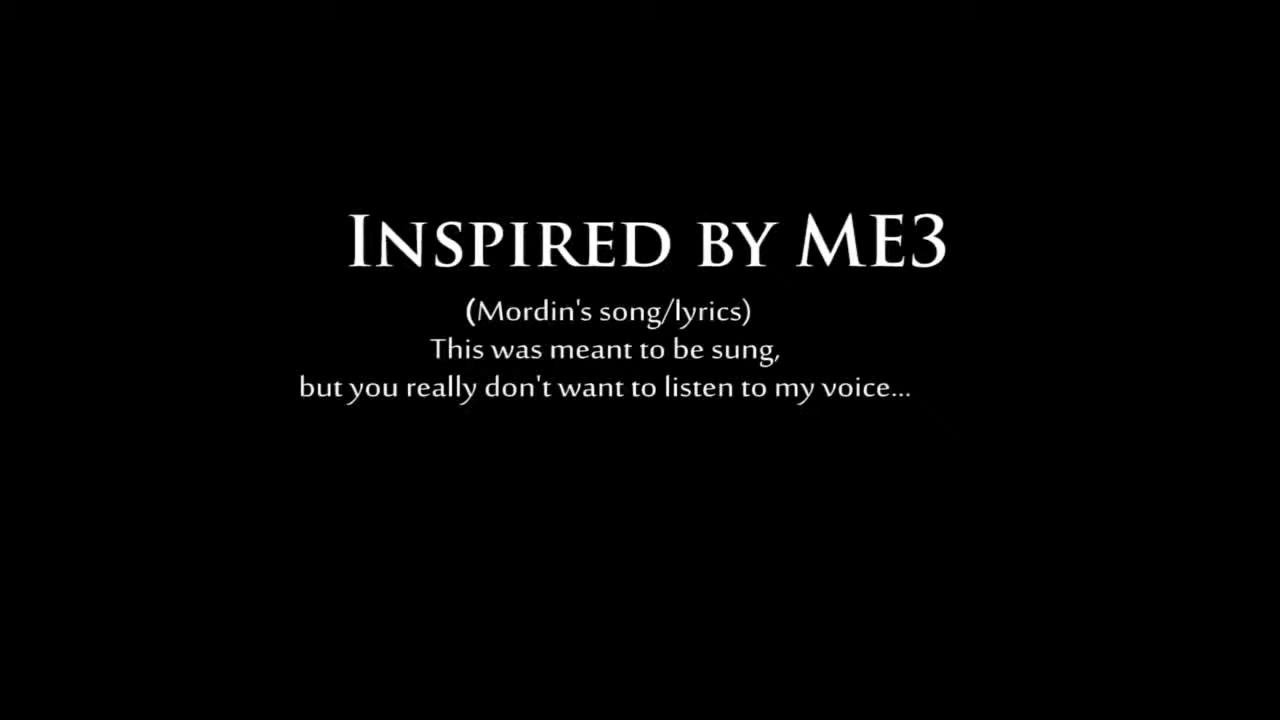 Inspired by ME3
(Mordin's song/lyrics)
This was meant to be sung,
but you really don't want to listen to my voice...